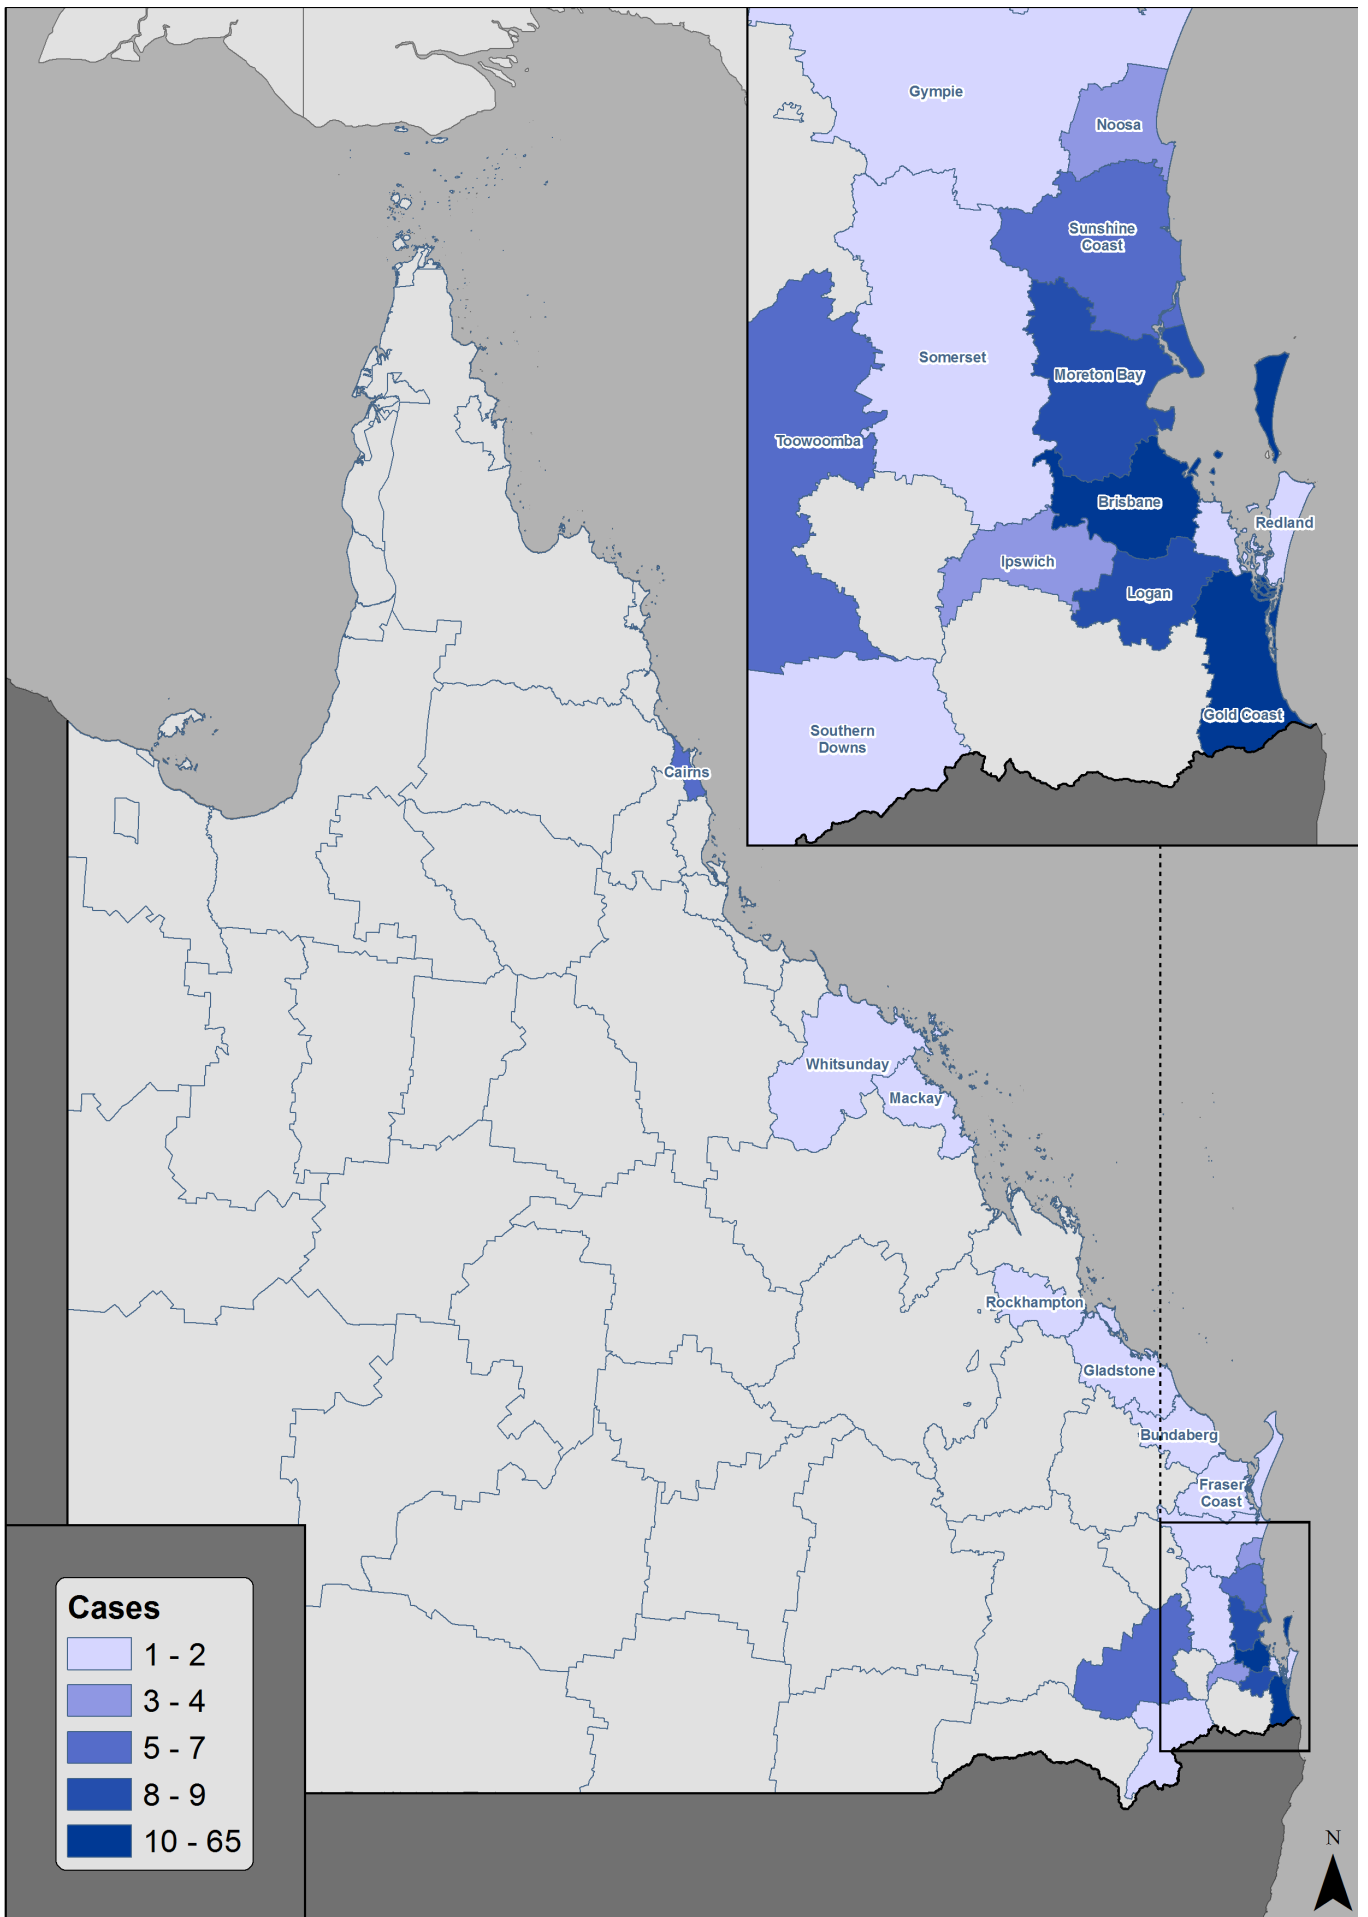 Gympie
Noosa
Sunshine
Coast
Somerset
Moreton Bay
Toowoomba
Brisbane
Redland
Ipswich
Logan
Gold Coast
Southern
Downs
Cairns
Whitsunday
Mackay
Rockhampton
Gladstone
Bundaberg
Fraser
Coast
Cases
1 - 2
3 - 4
5 - 7
8 - 9
10 - 65
N